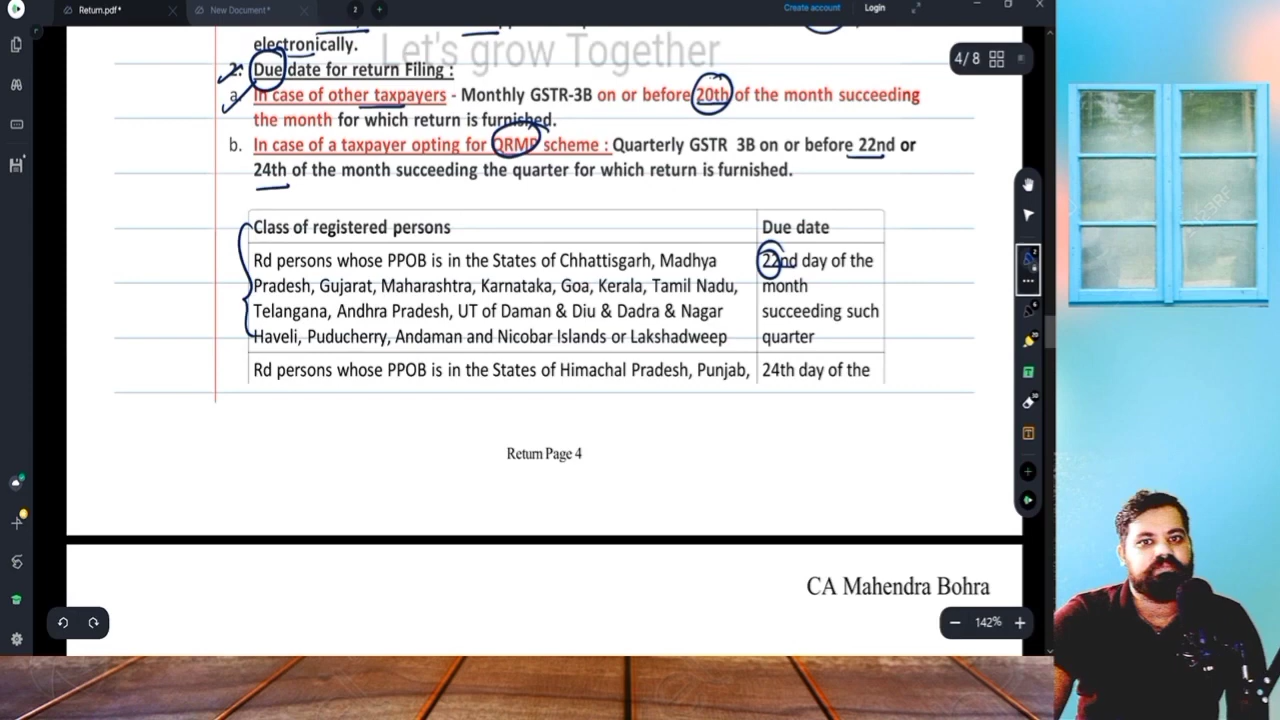 Return.pdf*
New Document*
2
Create account
Login
electronically.
Let's grow Together
4/8
2. Due date for return Filing :
a. In case of other taxpayers - Monthly GSTR-3B on or before 20th of the month succeeding
the month for which return is furnished.
b. In case of a taxpayer opting for QRMP scheme : Quarterly GSTR 3B on or before 22nd or
24th of the month succeeding the quarter for which return is furnished.
Class of registered persons Due date
Rd persons whose PPOB is in the States of Chhattisgarh, Madhya 22nd day of the
Pradesh, Gujarat, Maharashtra, Karnataka, Goa, Kerala, Tamil Nadu, month
Telangana, Andhra Pradesh, UT of Daman & Diu & Dadra & Nagar succeeding such
Haveli, Puducherry, Andaman and Nicobar Islands or Lakshadweep quarter
Rd persons whose PPOB is in the States of Himachal Pradesh, Punjab, 24th day of the
Return Page 4
CA Mahendra Bohra
142%